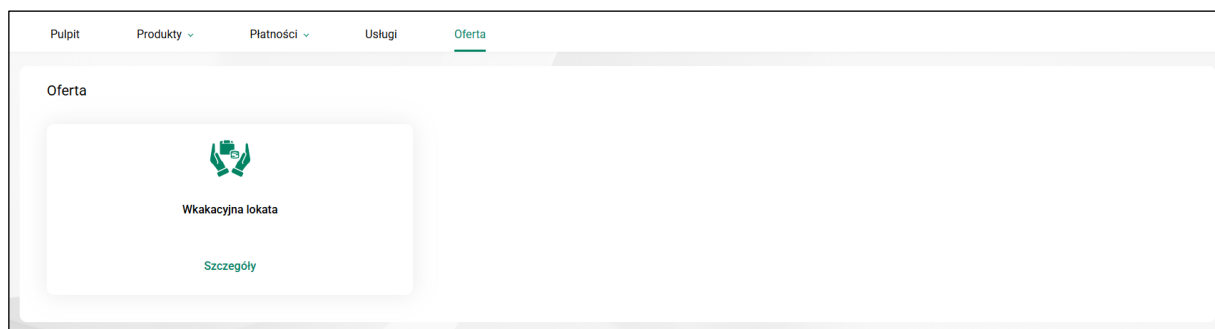 Pulpit Produkty Płatności Usługi Oferta
Oferta
Wkakacyjna lokata
Szczegóły